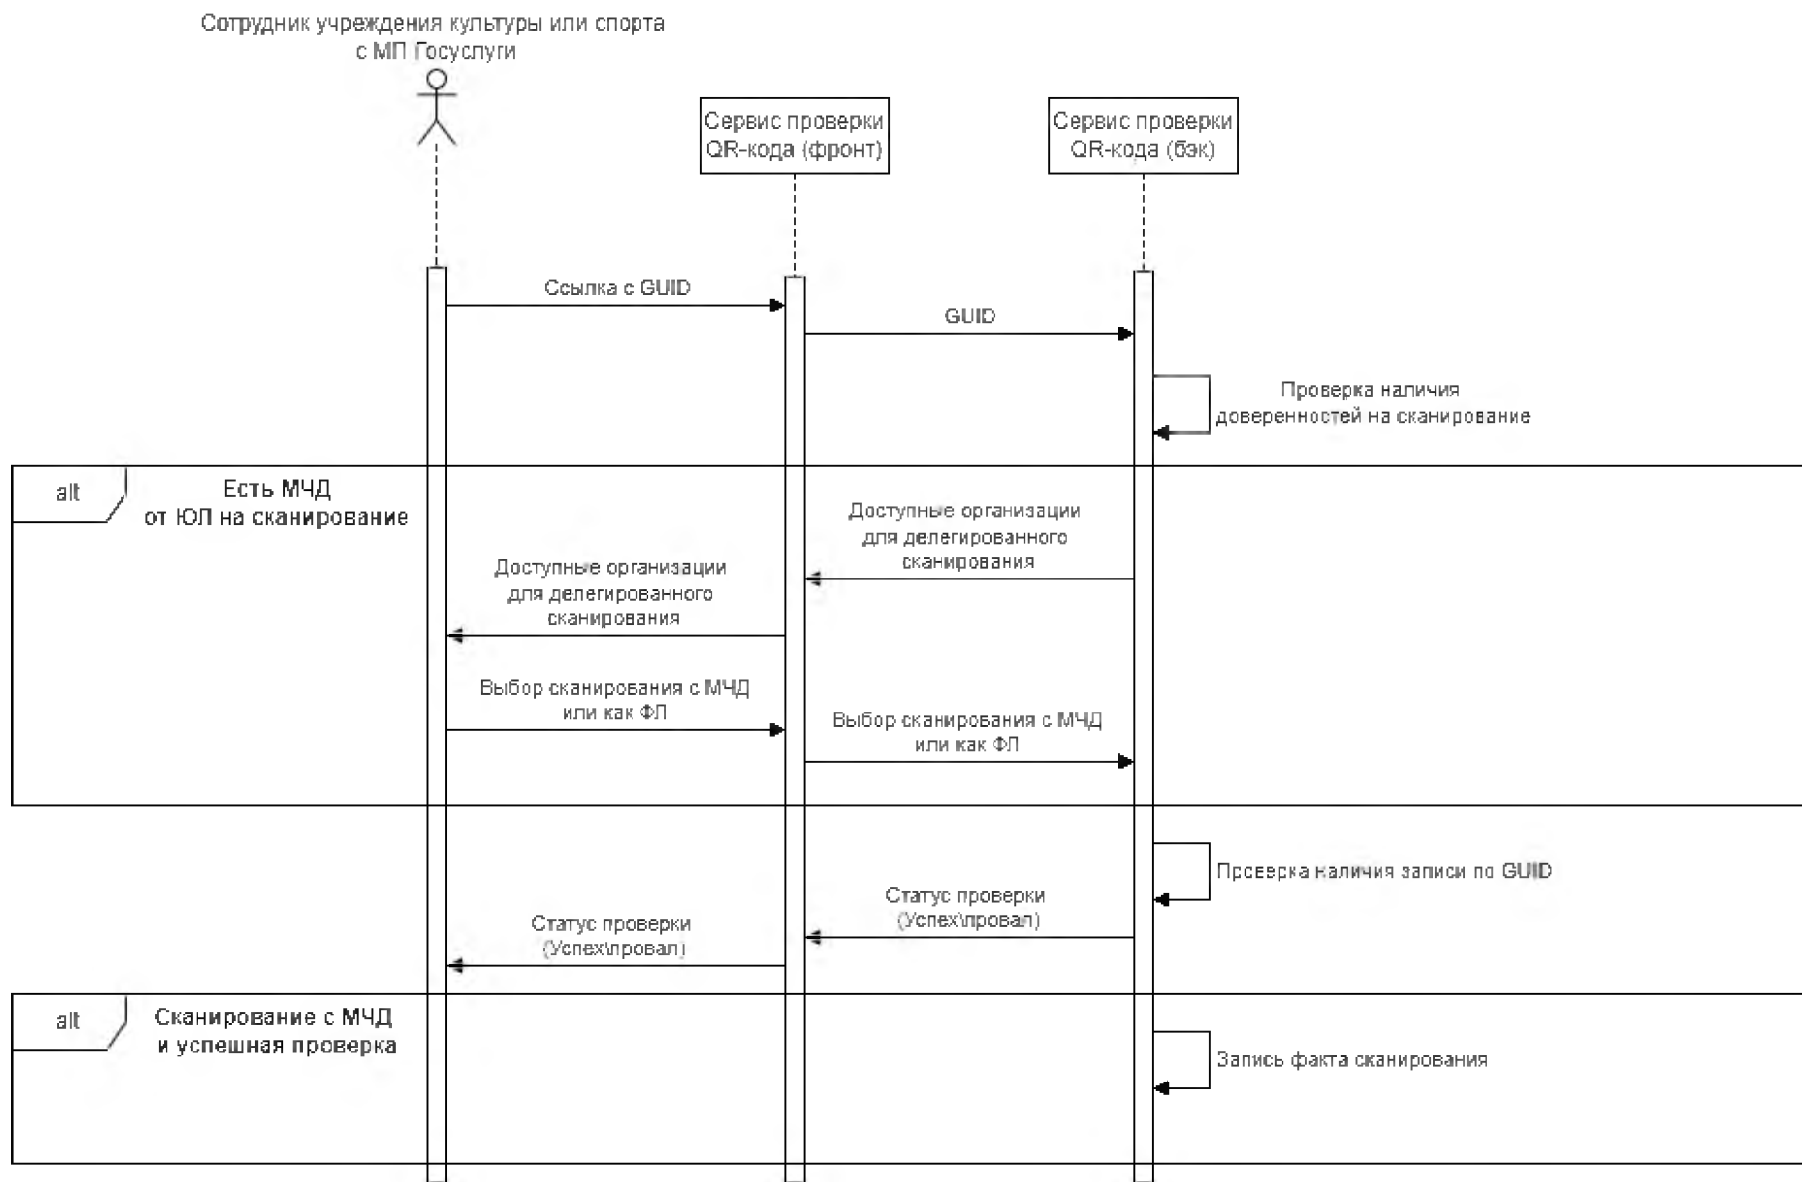 Сотрудник учреждения культуры или спорта
с МП Госуслуги
Сервис проверки
QR-кода (фронт)
Сервис проверки
QR-кода (бэк)
Ссылка с GUID
GUID
Проверка наличия
доверенностей на сканирование
alt
Есть МЧД
от ЮЛ на сканирование
Доступные организации
для делегированного
сканирования
Доступные организации
для делегированного
сканирования
Выбор сканирования с МЧД
или как ФЛ
Выбор сканирования с МЧД
или как ФЛ
Проверка наличия записи по GUID
Статус проверки
(Успех\провал)
Статус проверки
(Успех\провал)
alt
Сканирование с МЧД
и успешная проверка
Запись факта сканирования